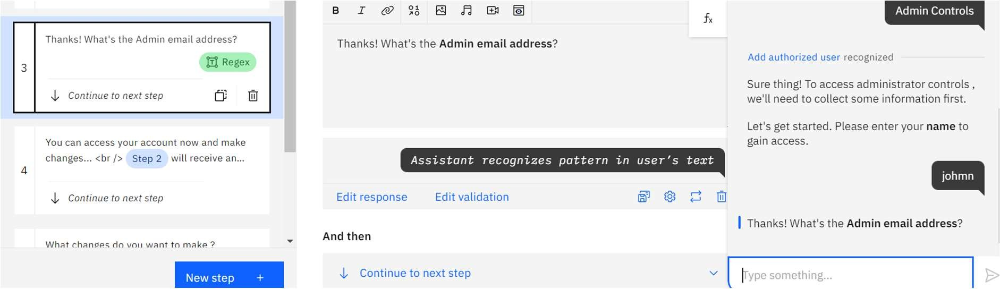 3
Thanks! What's the Admin email address?
Regex
Continue to next step
4
You can access your account now and make
changes... <br /> Step 2 will receive an...
Continue to next step
What changes do you want to make ?
New step +
B I
Thanks! What's the Admin email address?
fx
Assistant recognizes pattern in user's text
Edit response Edit validation
And then
Continue to next step
Admin Controls
Add authorized user recognized
Sure thing! To access administrator controls ,
we'll need to collect some information first.
Let's get started. Please enter your name to
gain access.
johmn
Thanks! What's the Admin email address?
Type something...